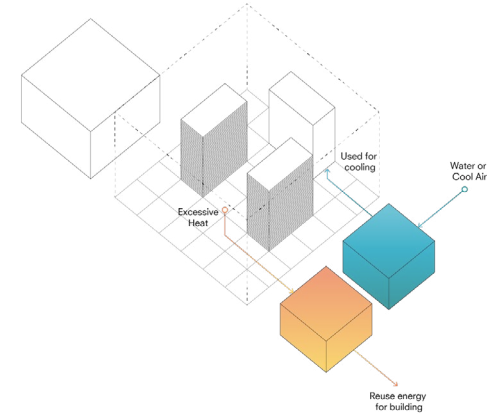 Used for
cooling
Water or
Cool Air
Excessive
Heat
Reuse energy
for building